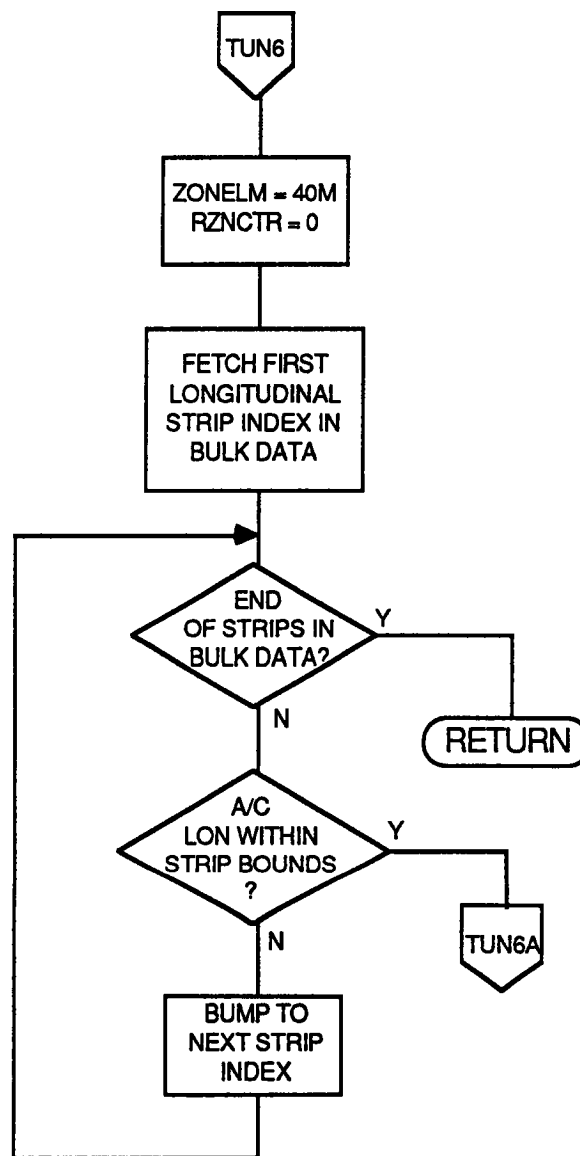 TUN6
ZONELM = 40M
RZNCTR = 0
FETCH FIRST
LONGITUDINAL
STRIP INDEX IN
BULK DATA
END
OF STRIPS IN
BULK DATA?
Y
N
RETURN
A/C
LON WITHIN
STRIP BOUNDS
?
Y
N
TUN6A
BUMP TO
NEXT STRIP
INDEX